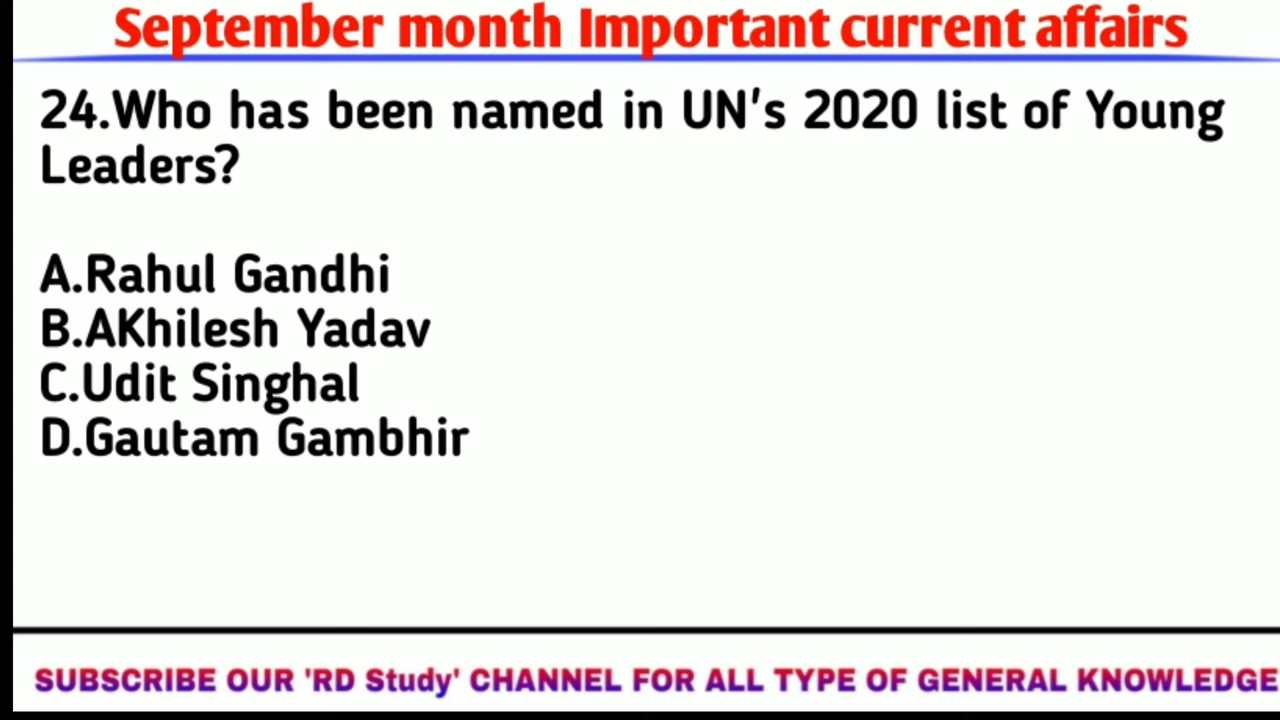 September month Important current affairs
24.Who has been named in UN's 2020 list of Young
Leaders?
A.Rahul Gandhi
B.AKhilesh Yadav
C.Udit Singhal
D.Gautam Gambhir
SUBSCRIBE OUR 'RD Study' CHANNEL FOR ALL TYPE OF GENERAL KNOWLEDGE